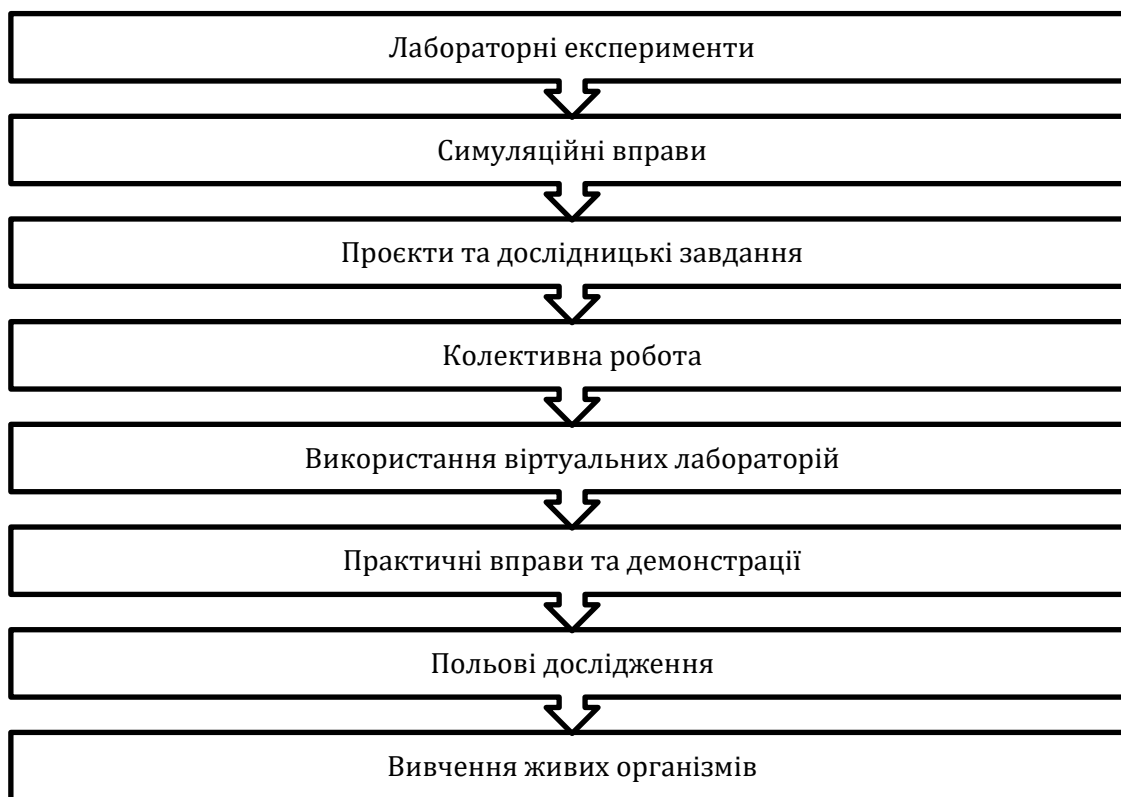 Лабораторні експерименти
Симуляційні вправи
Проєкти та дослідницькі завдання
Колективна робота
Використання віртуальних лабораторій
Практичні вправи та демонстрації
Польові дослідження
Вивчення живих організмів